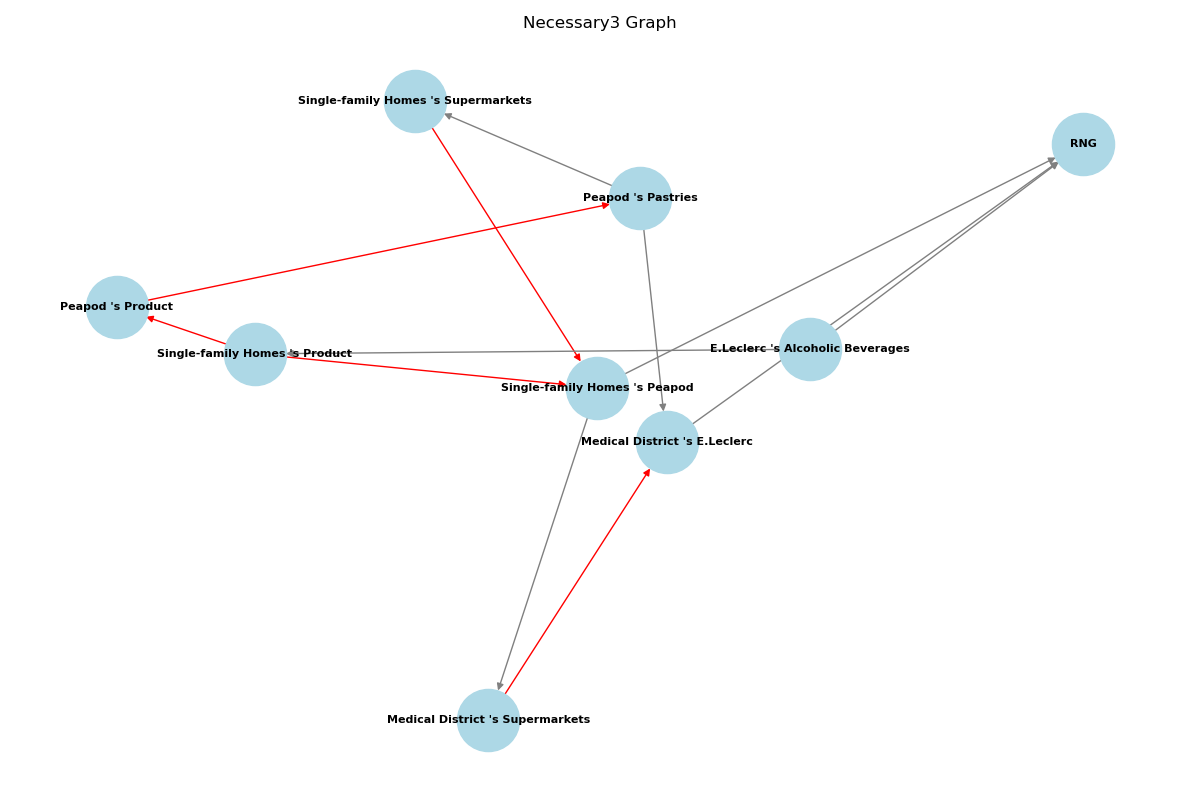 Necessary3 Graph
Single-family Homes 's Supermarkets
RNG
Peapod 's Pastries
Peapod 's Product
Single-family Homes 's Product
E.Leclerc 's Alcoholic Beverages
Single-family Homes 's Peapod
Medical District 's E.Leclerc
Medical District 's Supermarkets